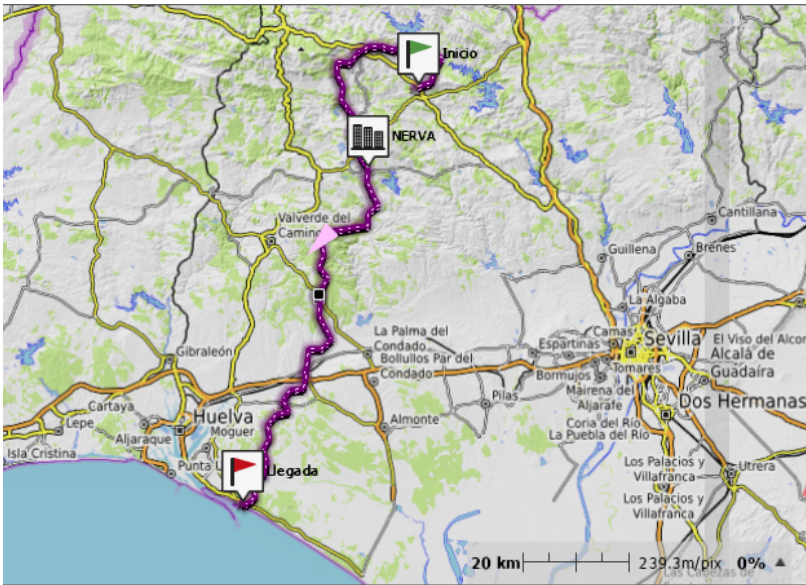 Inicio
NERVA
Valverde del
Camino
Cantillana
Guillena
Brenes
La Algaba
La Palma del
Condado
Bollullos Par del
Condado
Espartinas
Camas
Sevilla
El Viso del Alcor
Gibraleón
Bormujos
Tomares
Alcalá de
Guadaíra
Pilas
Mairena del
Aljarafe
Dos Hermanas
Cartaya
Lepe
Huelva
Aljaraque
Moguer
Almonte
Coria del Río
La Puebla del Río
Isla Cristina
Punta U
Llegada
Los Palacios y
Villafranca
Utrera
Los Palacios y
Villafranca
20 km
239.3m/pix
0%
Las Cabezas de